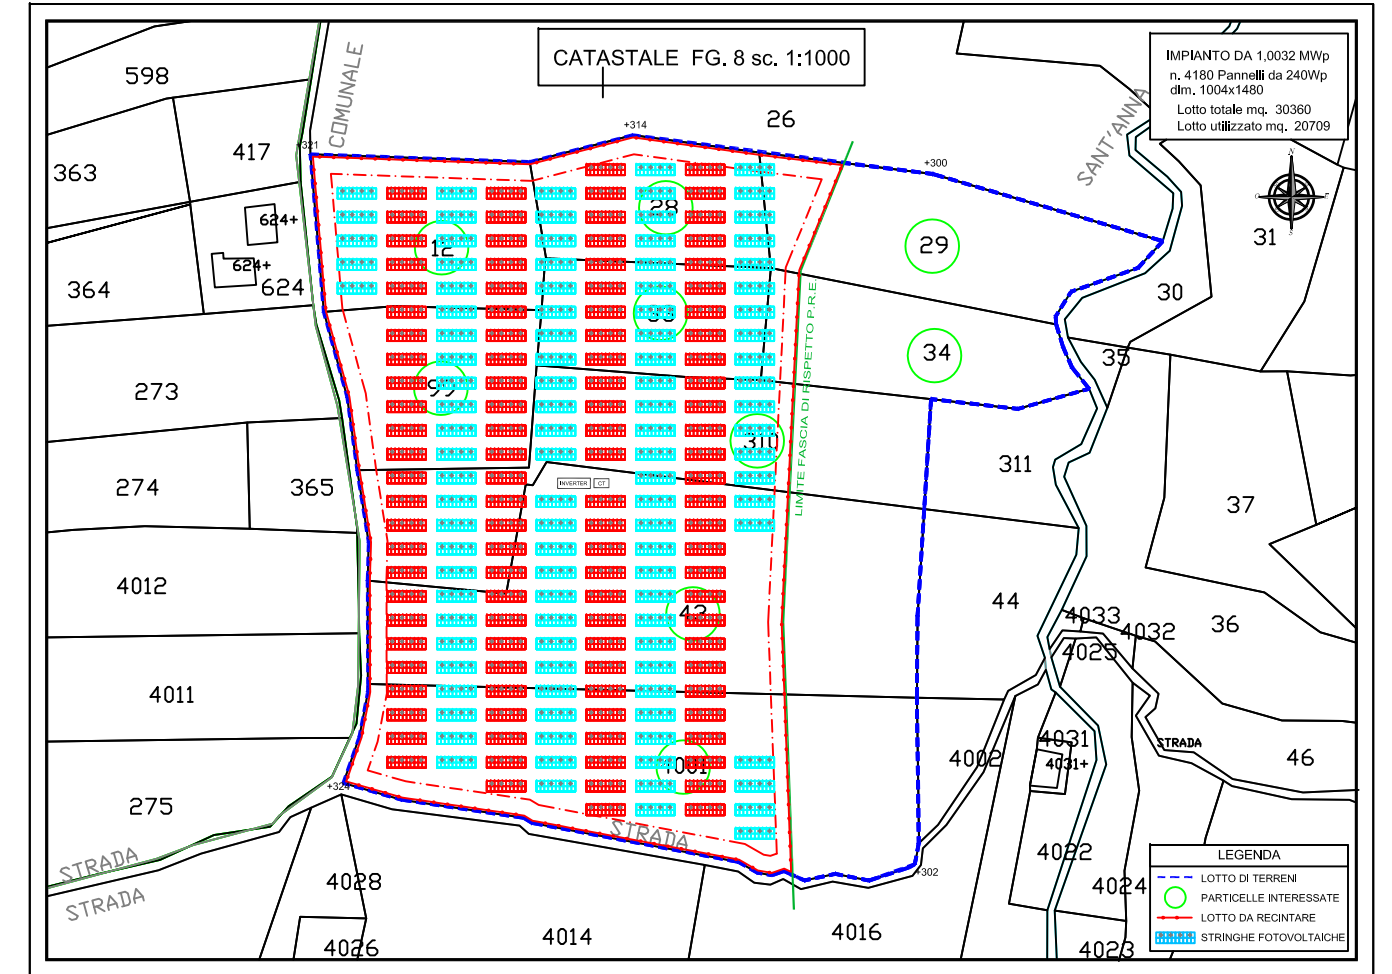 CATASTALE FG. 8 sc. 1:1000
IMPIANTO DA 1,0032 MWp
n. 4180 Pannelli da 240Wp
dim. 1004x1480
Lotto totale mq. 30360
Lotto utilizzato mq. 20709
COMUNALE
SANT'ANNA
598
+314
26
+321
417
+300
363
N
624+
28
31
12
29
624+
364
624
30
33
34
35
273
99
LIMITE FASCIA DI RISPETTO P.R.E.
310
311
274
365
INVERTER
CT
37
4012
44
43
4033
36
4032
4025
4011
4031
STRADA
4002
4031+
46
4001
+324
275
STRADA
STRADA
STRADA
4022
+302
4028
4024
4014
4016
4026
4023
LEGENDA
LOTTO DI TERRENI
PARTICELLE INTERESSATE
LOTTO DA RECINTARE
STRINGHE FOTOVOLTAICHE